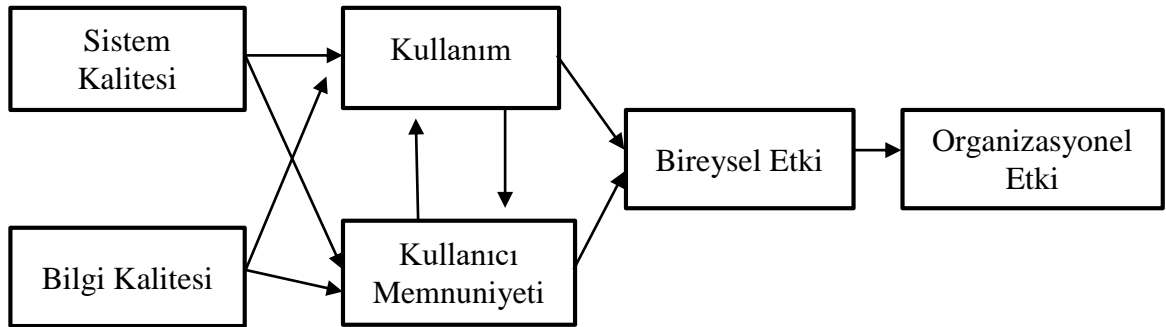 Sistem
Kalitesi
Kullanım
Bireysel Etki
Organizasyonel
Etki
Bilgi Kalitesi
Kullanıcı
Memnuniyeti